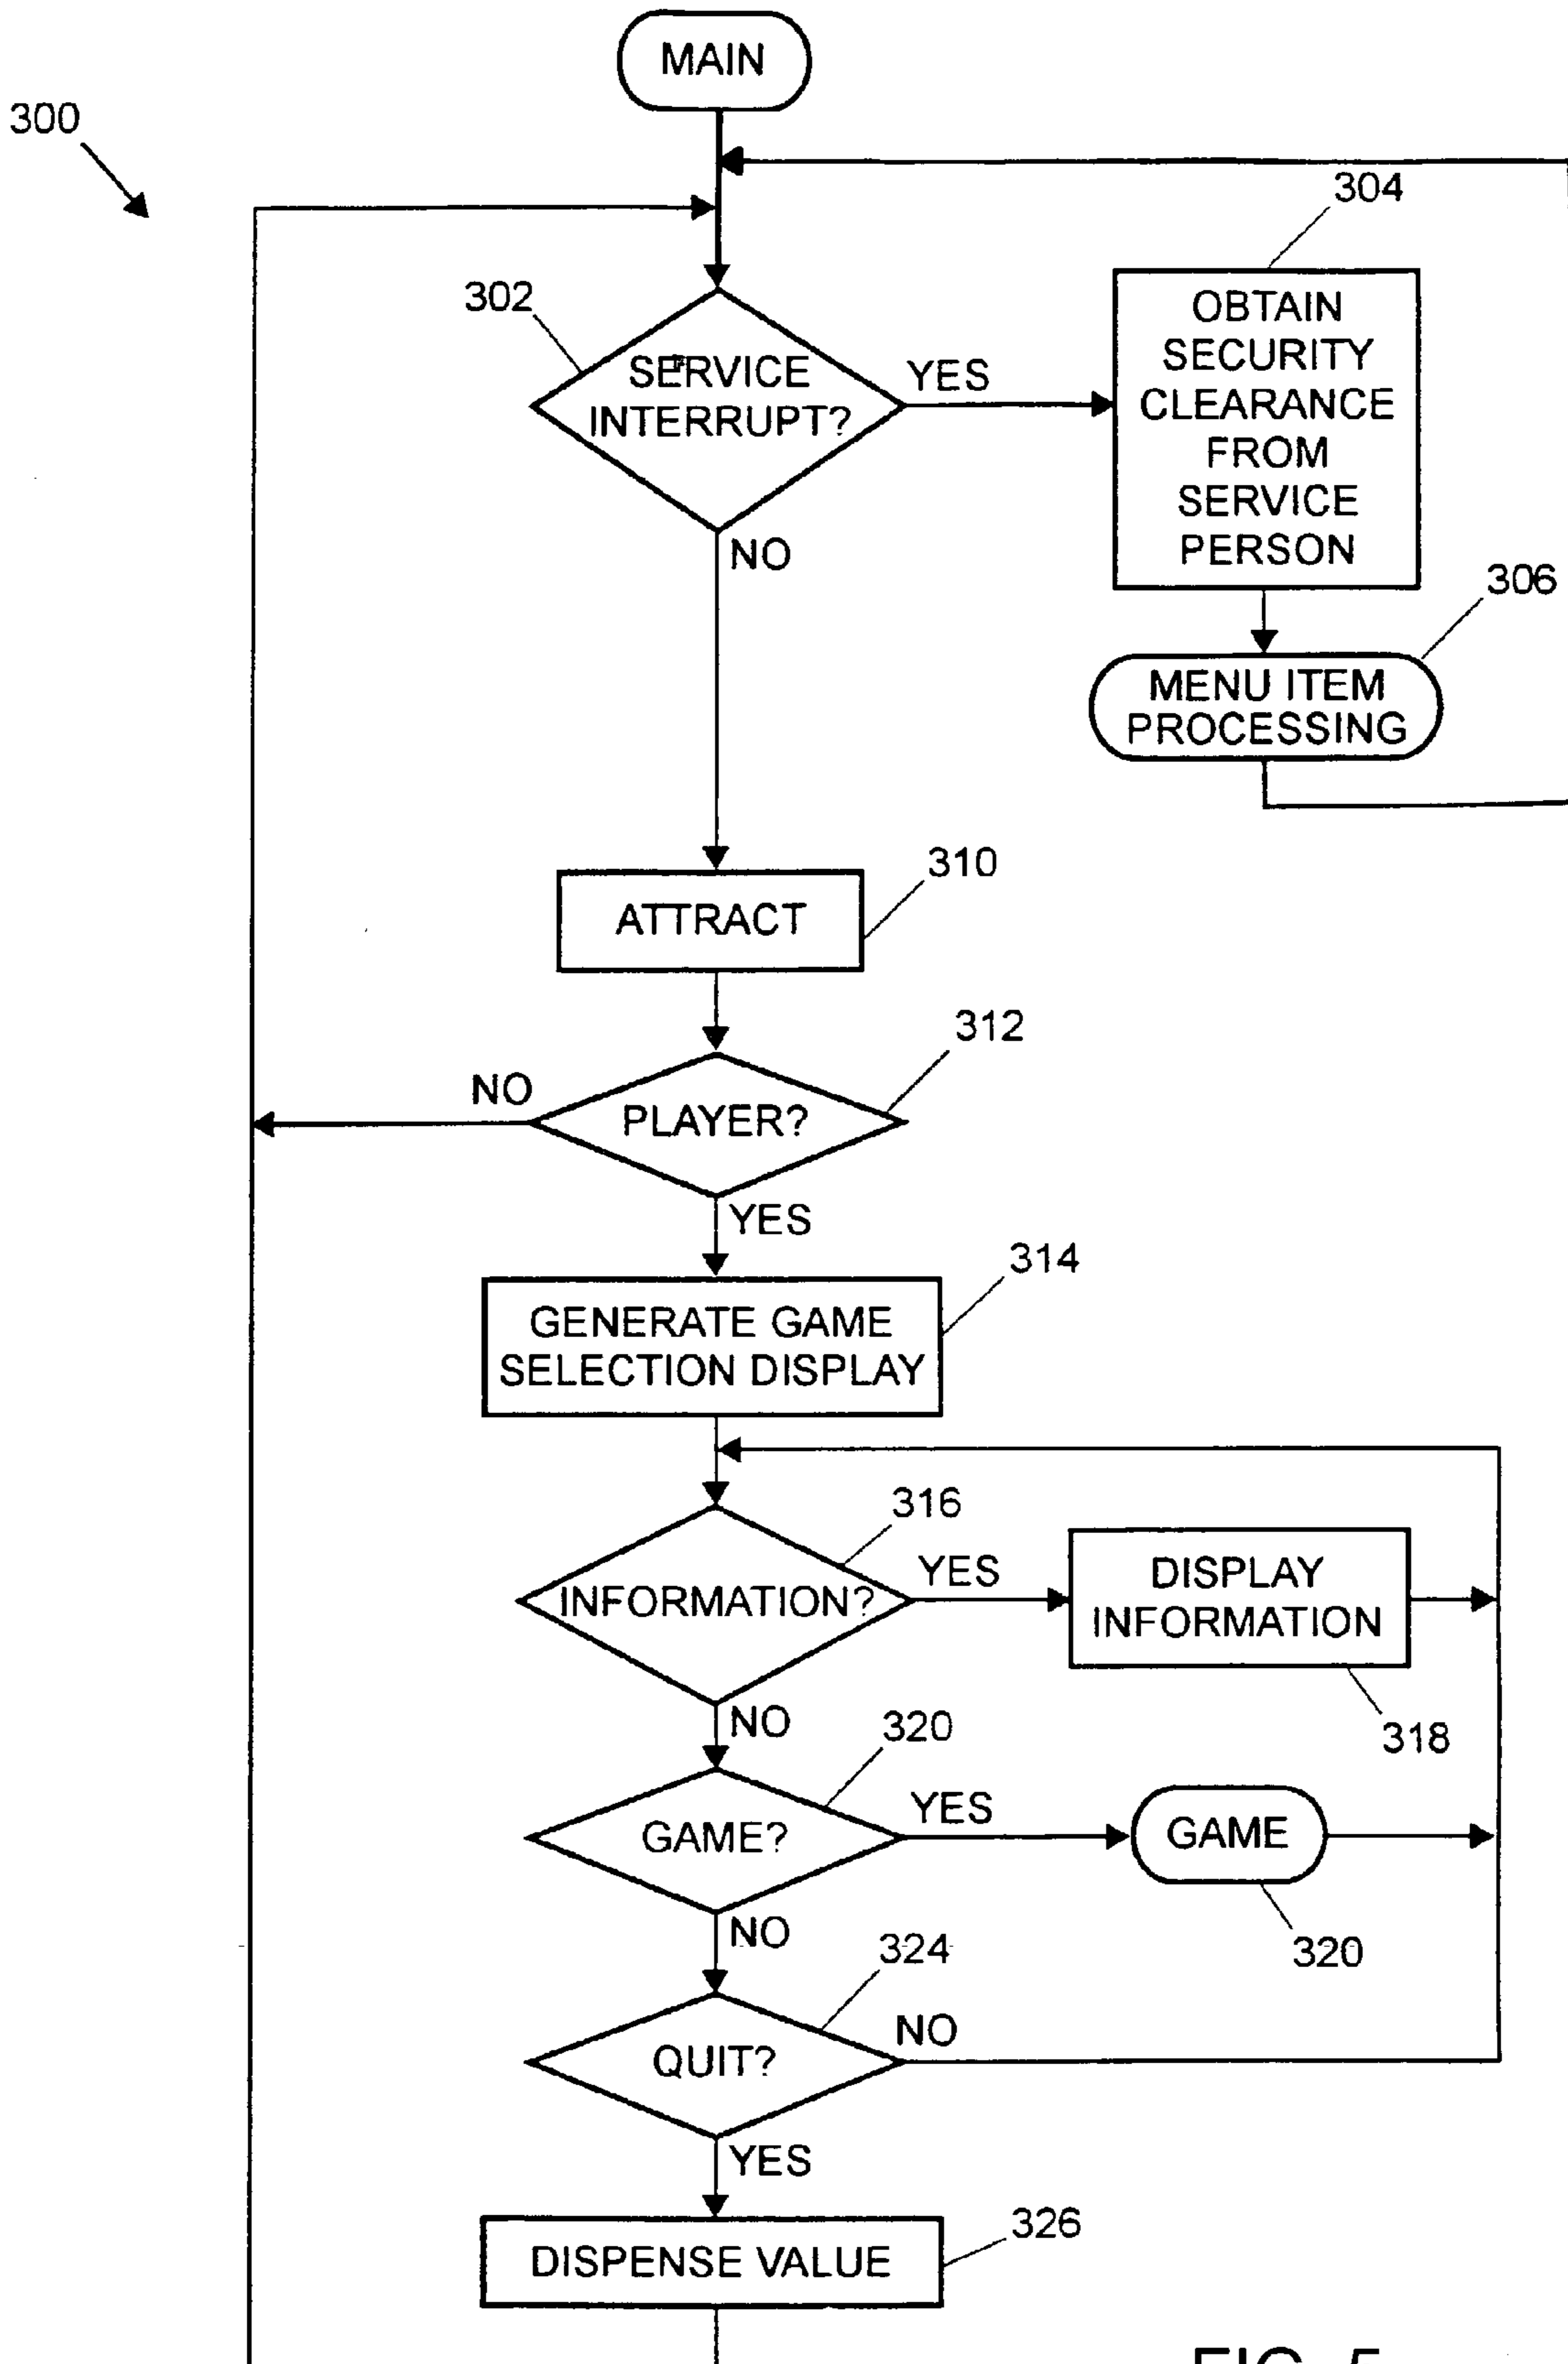 MAIN
300
304
302
SERVICE
INTERRUPT?
YES
OBTAIN
SECURITY
CLEARANCE
FROM
SERVICE
PERSON
NO
306
MENU ITEM
PROCESSING
310
ATTRACT
312
NO
PLAYER?
YES
314
GENERATE GAME
SELECTION DISPLAY
316
INFORMATION?
YES
DISPLAY
INFORMATION
318
NO
320
GAME?
YES
GAME
320
NO
324
QUIT?
NO
YES
326
DISPENSE VALUE
FIG. 5